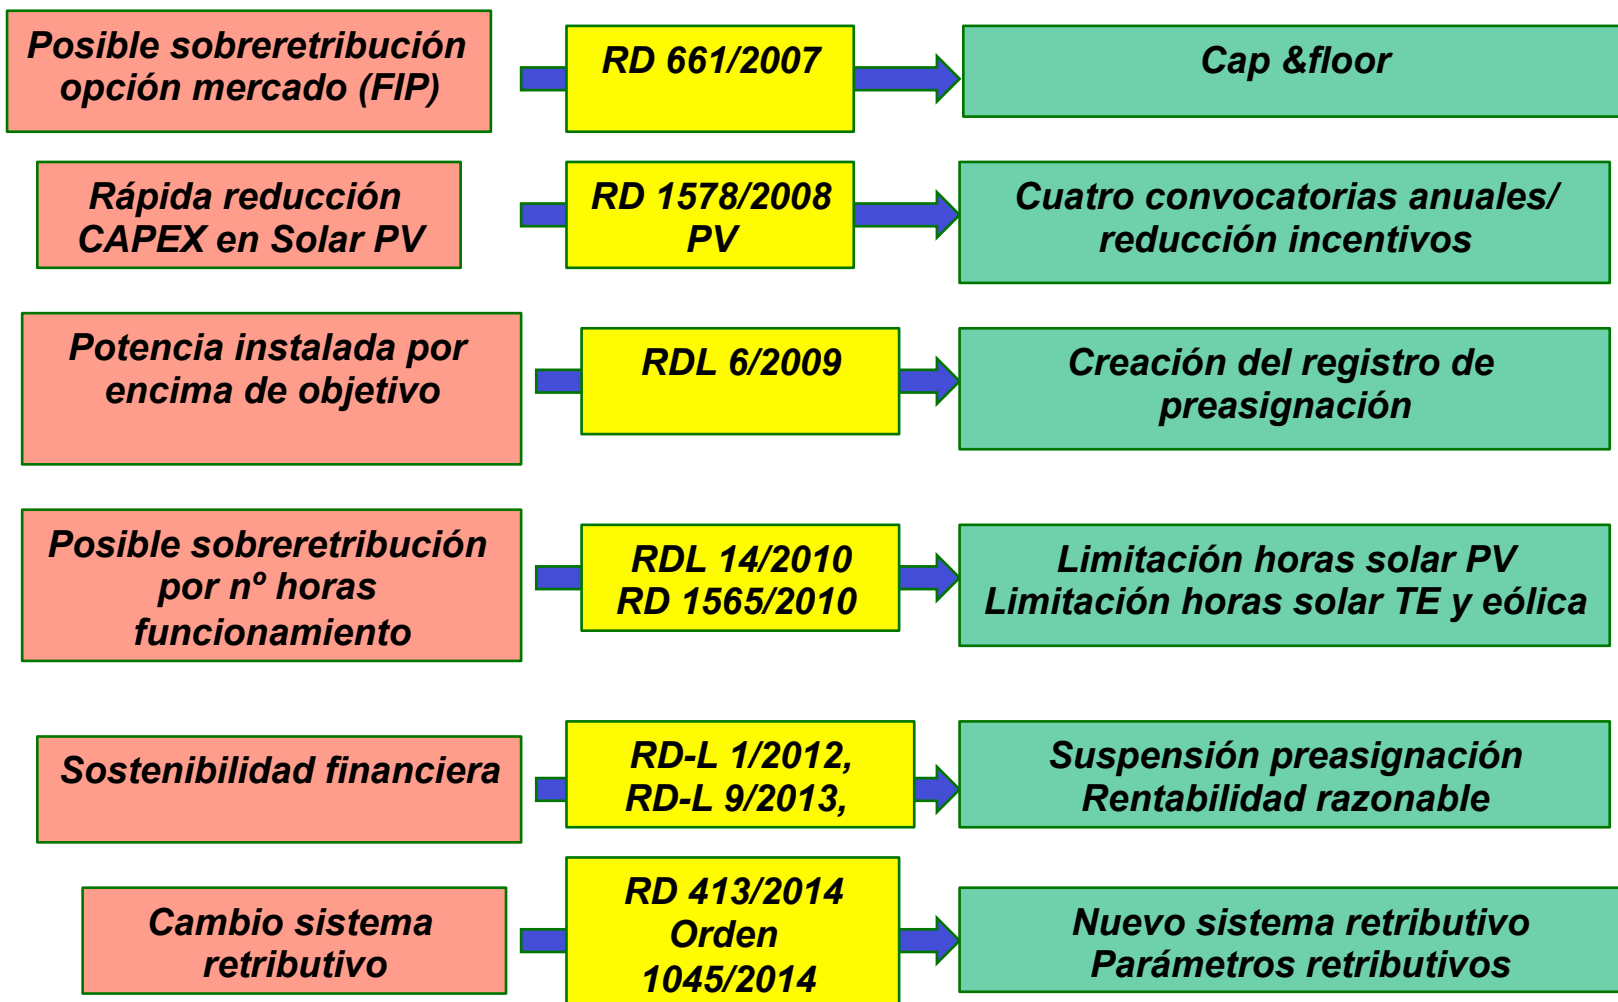 Posible sobreretribución
opción mercado (FIP)
RD 661/2007
Cap &floor
Rápida reducción
CAPEX en Solar PV
RD 1578/2008
PV
Cuatro convocatorias anuales/
reducción incentivos
Potencia instalada por
encima de objetivo
RDL 6/2009
Creación del registro de
preasignación
Posible sobreretribución
por nº horas
funcionamiento
RDL 14/2010
RD 1565/2010
Limitación horas solar PV
Limitación horas solar TE y eólica
Sostenibilidad financiera
RD-L 1/2012,
RD-L 9/2013,
Suspensión preasignación
Rentabilidad razonable
Cambio sistema
retributivo
RD 413/2014
Orden
1045/2014
Nuevo sistema retributivo
Parámetros retributivos